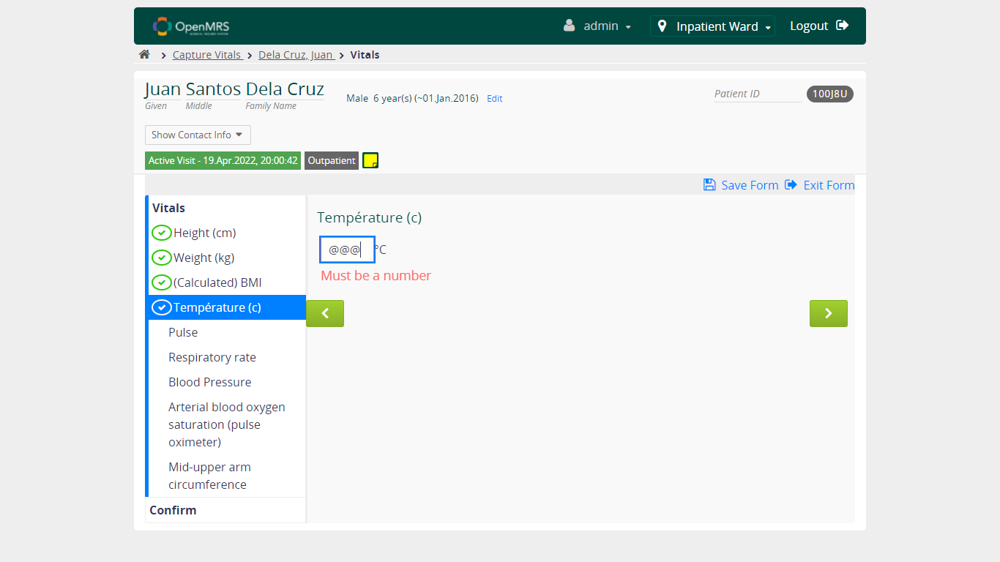 OpenMRS
admin
Inpatient Ward
Logout
Capture Vitals
Dela Cruz, Juan
Vitals
Juan Santos Dela Cruz
Given Middle Family Name
Male 6 year(s) (~01.Jan.2016) Edit
Patient ID 100J8U
Show Contact Info
Active Visit - 19.Apr.2022, 20:00:42 Outpatient
Save Form Exit Form
Vitals
Height (cm)
Weight (kg)
(Calculated) BMI
Température (c)
Pulse
Respiratory rate
Blood Pressure
Arterial blood oxygen
saturation (pulse
oximeter)
Mid-upper arm
circumference
Confirm
Température (c)
@@@ °C
Must be a number